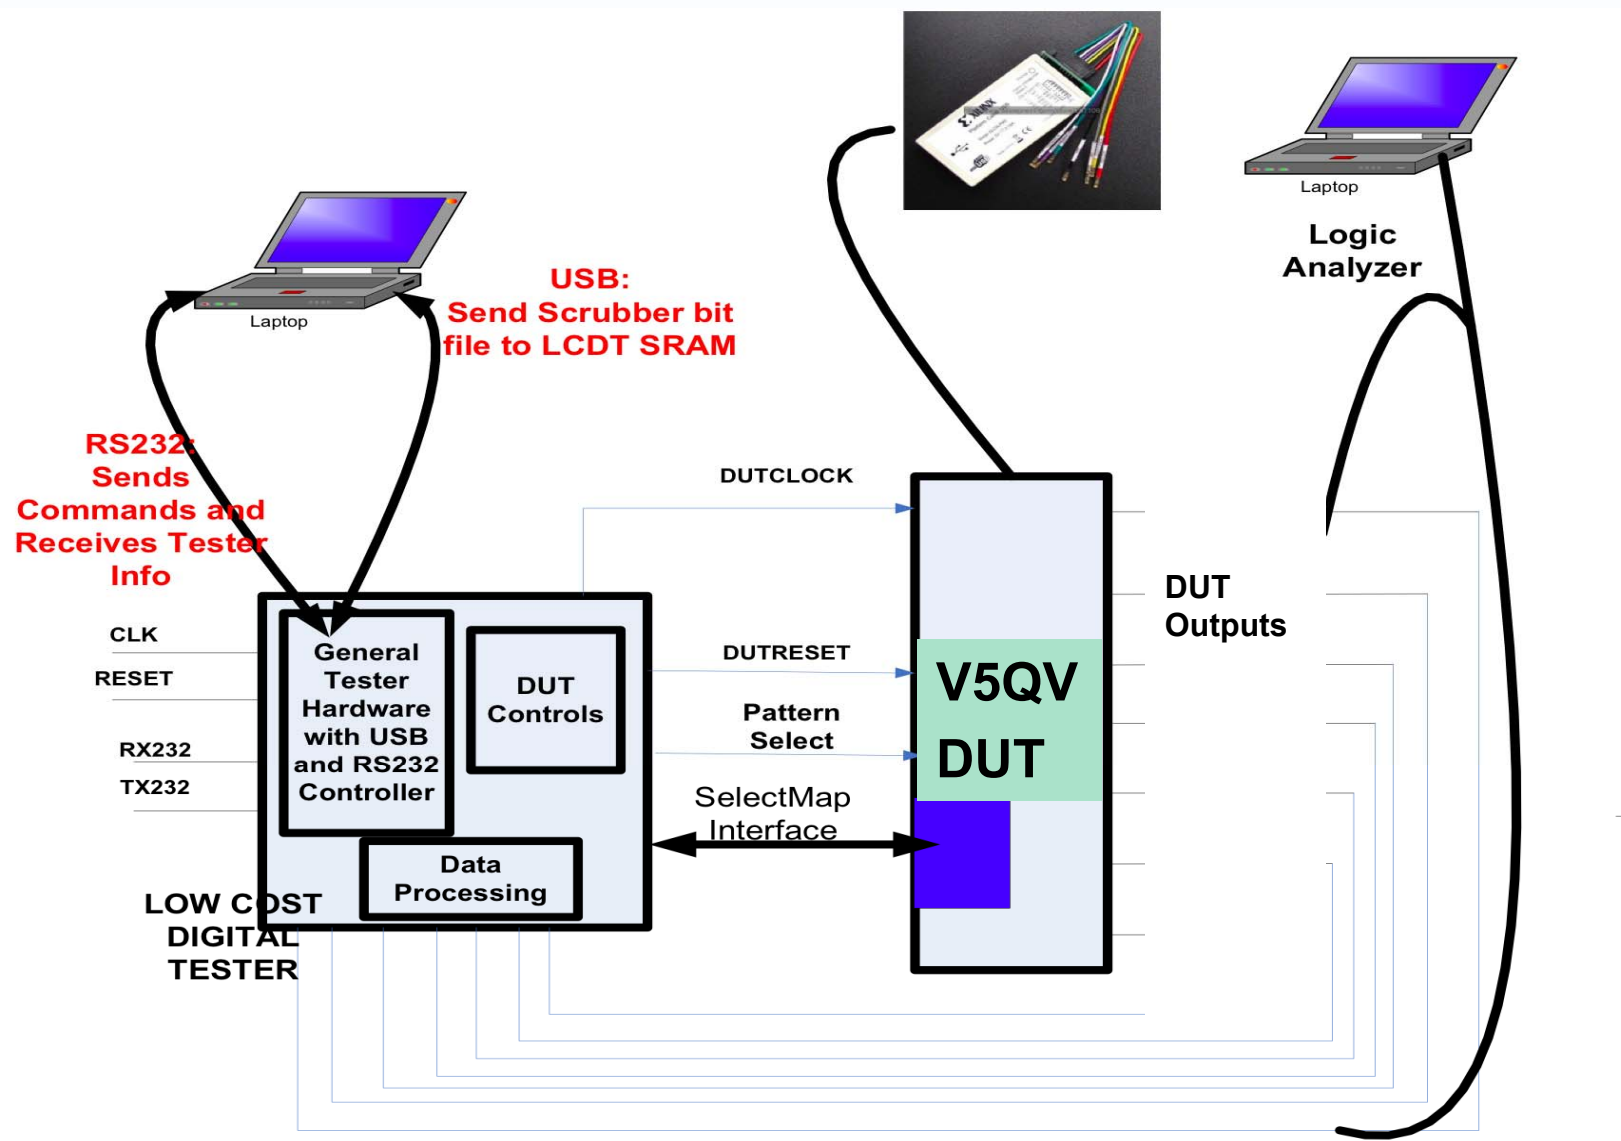 XILINX
Laptop
Logic
Analyzer
Laptop
USB:
Send Scrubber bit
file to LCDT SRAM
RS232:
Sends
Commands and
Receives Tester
Info
DUTCLOCK
DUT
Outputs
CLK
RESET
RX232
TX232
General
Tester
Hardware
with USB
and RS232
Controller
DUT
Controls
Data
Processing
LOW COST
DIGITAL
TESTER
DUTRESET
Pattern
Select
SelectMap
Interface
V5QV
DUT